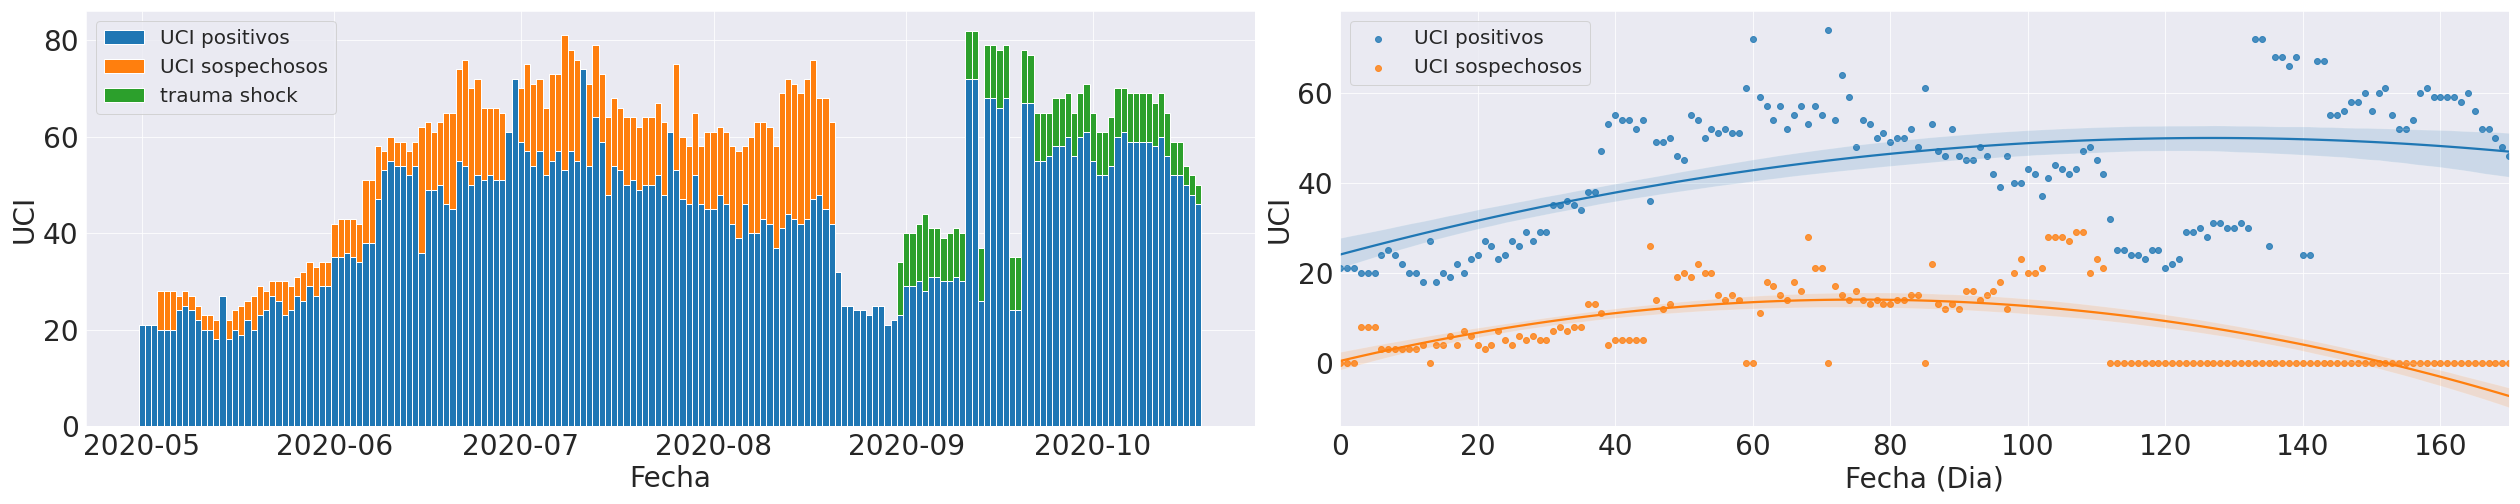 UCI positivos
UCI sospechosos
trauma shock
80
60
40
20
0
UCI
2020-05 2020-06 2020-07 2020-08 2020-09 2020-10
Fecha
UCI positivos
UCI sospechosos
60
40
20
0
UCI
0 20 40 60 80 100 120 140 160
Fecha (Dia)